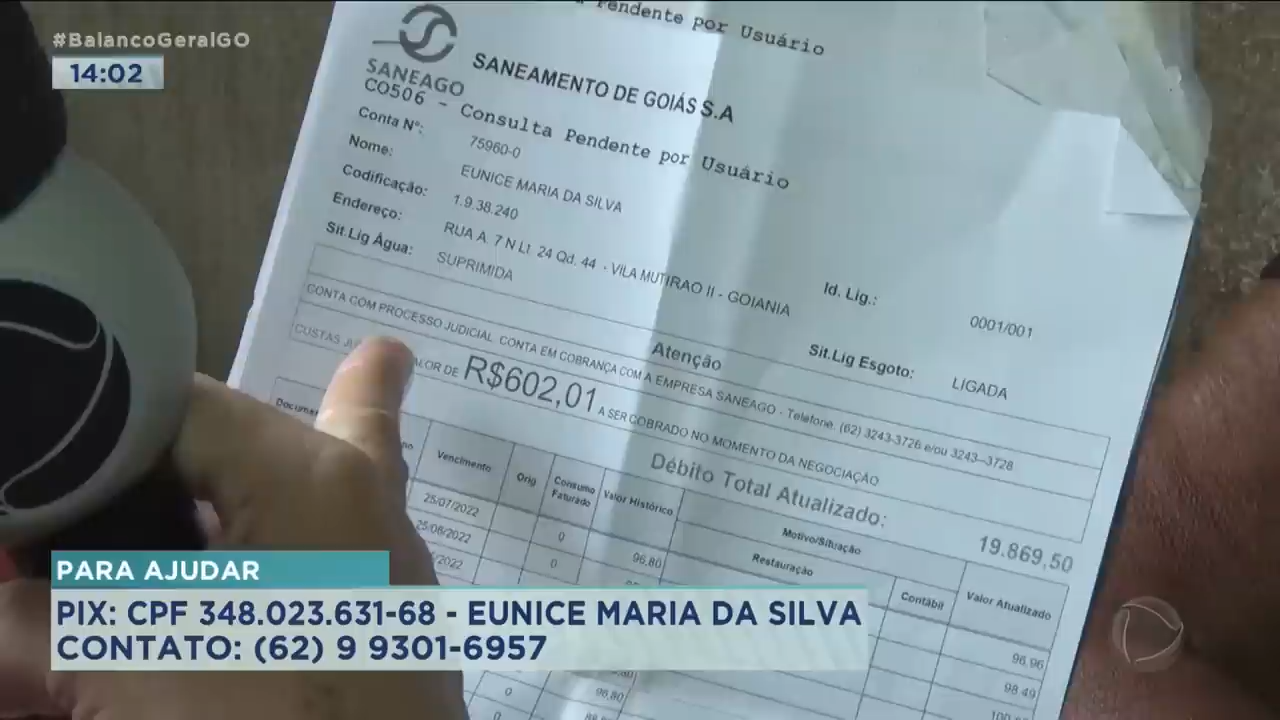 #BalancoGeralGO
14:02
Pendente por Usuário
SANEAGO
SANEAMENTO DE GOIÁS S.A
CO506 - Consulta Pendente por Usuário
Conta Nº: 75960-0
Nome: EUNICE MARIA DA SILVA
Codificação: 1.9.38.240
Endereço: RUA A. 7 N Lt. 24 Qd. 44 - VILA MUTIRAO II - GOIANIA
Id. Lig.: 0001/001
Sit.Lig Água: SUPRIMIDA
Sit.Lig Esgoto: LIGADA
Atenção
CONTA COM PROCESSO JUDICIAL. CONTA EM COBRANÇA COM A EMPRESA SANEAGO - Telefone. (62) 3243-3726 e/ou 3243--3728
CUSTAS VALOR DE R$602,01 A SER COBRADO NO MOMENTO DA NEGOCIAÇÃO
Débito Total Atualizado: 19.869,50
Vencimento Orig Consumo Faturado Valor Histórico Motivo/Situação Contábil Valor Atualizado
25/07/2022 0 96,80 Restauração 96,96
25/06/2022 0 98,49
/2022
0 96,80
PARA AJUDAR
PIX: CPF 348.023.631-68 - EUNICE MARIA DA SILVA
CONTATO: (62) 9 9301-6957